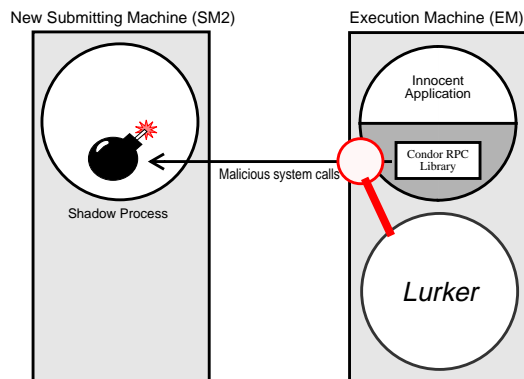 New Submitting Machine (SM2)
Execution Machine (EM)
Innocent
Application
Condor RPC
Library
Malicious system calls
Shadow Process
Lurker